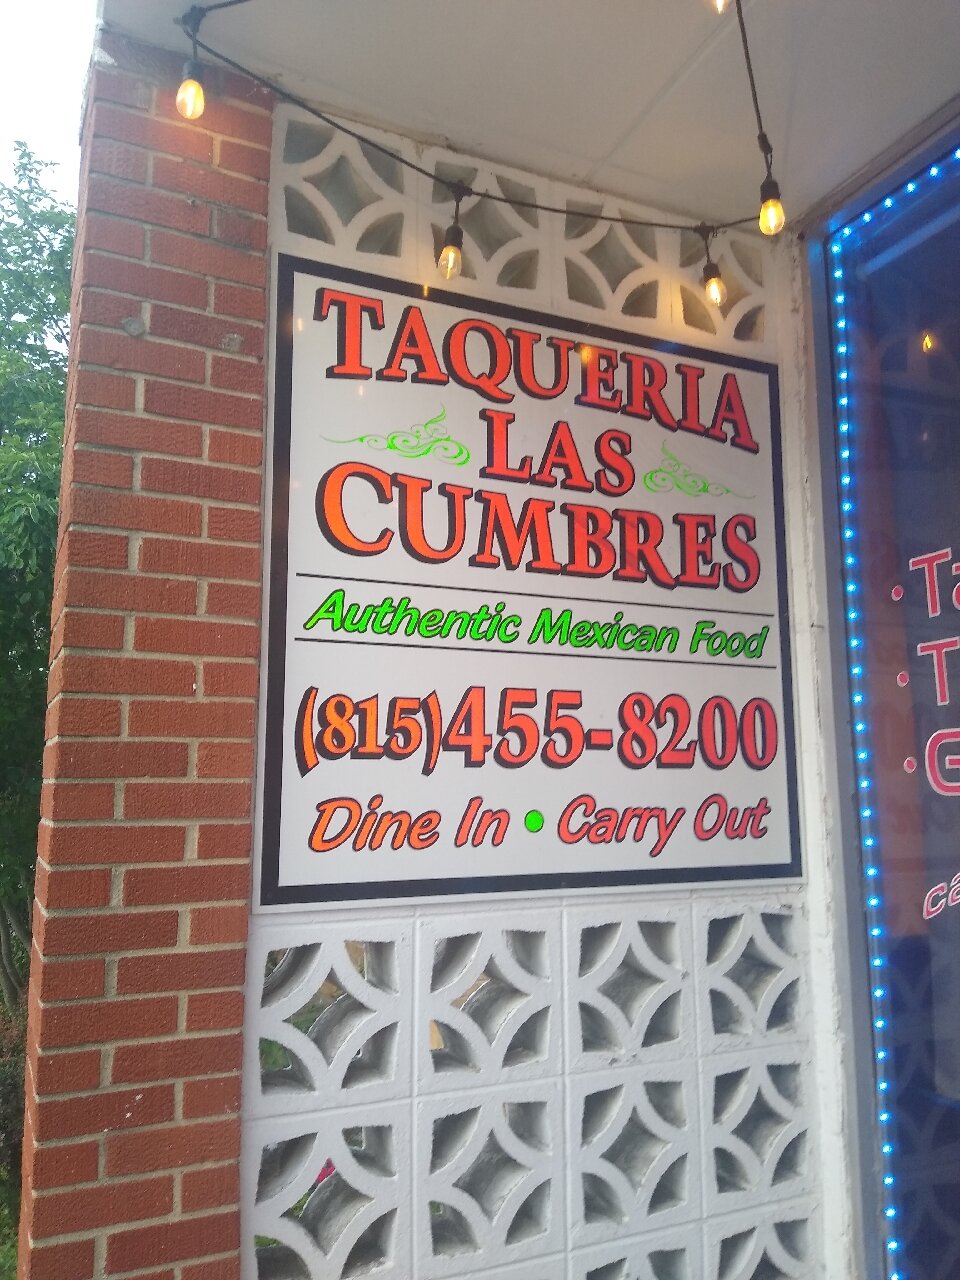 TAQUERIA
LAS
CUMBRES
Authentic Mexican Food
(815)455-8200
Dine In • Carry Out